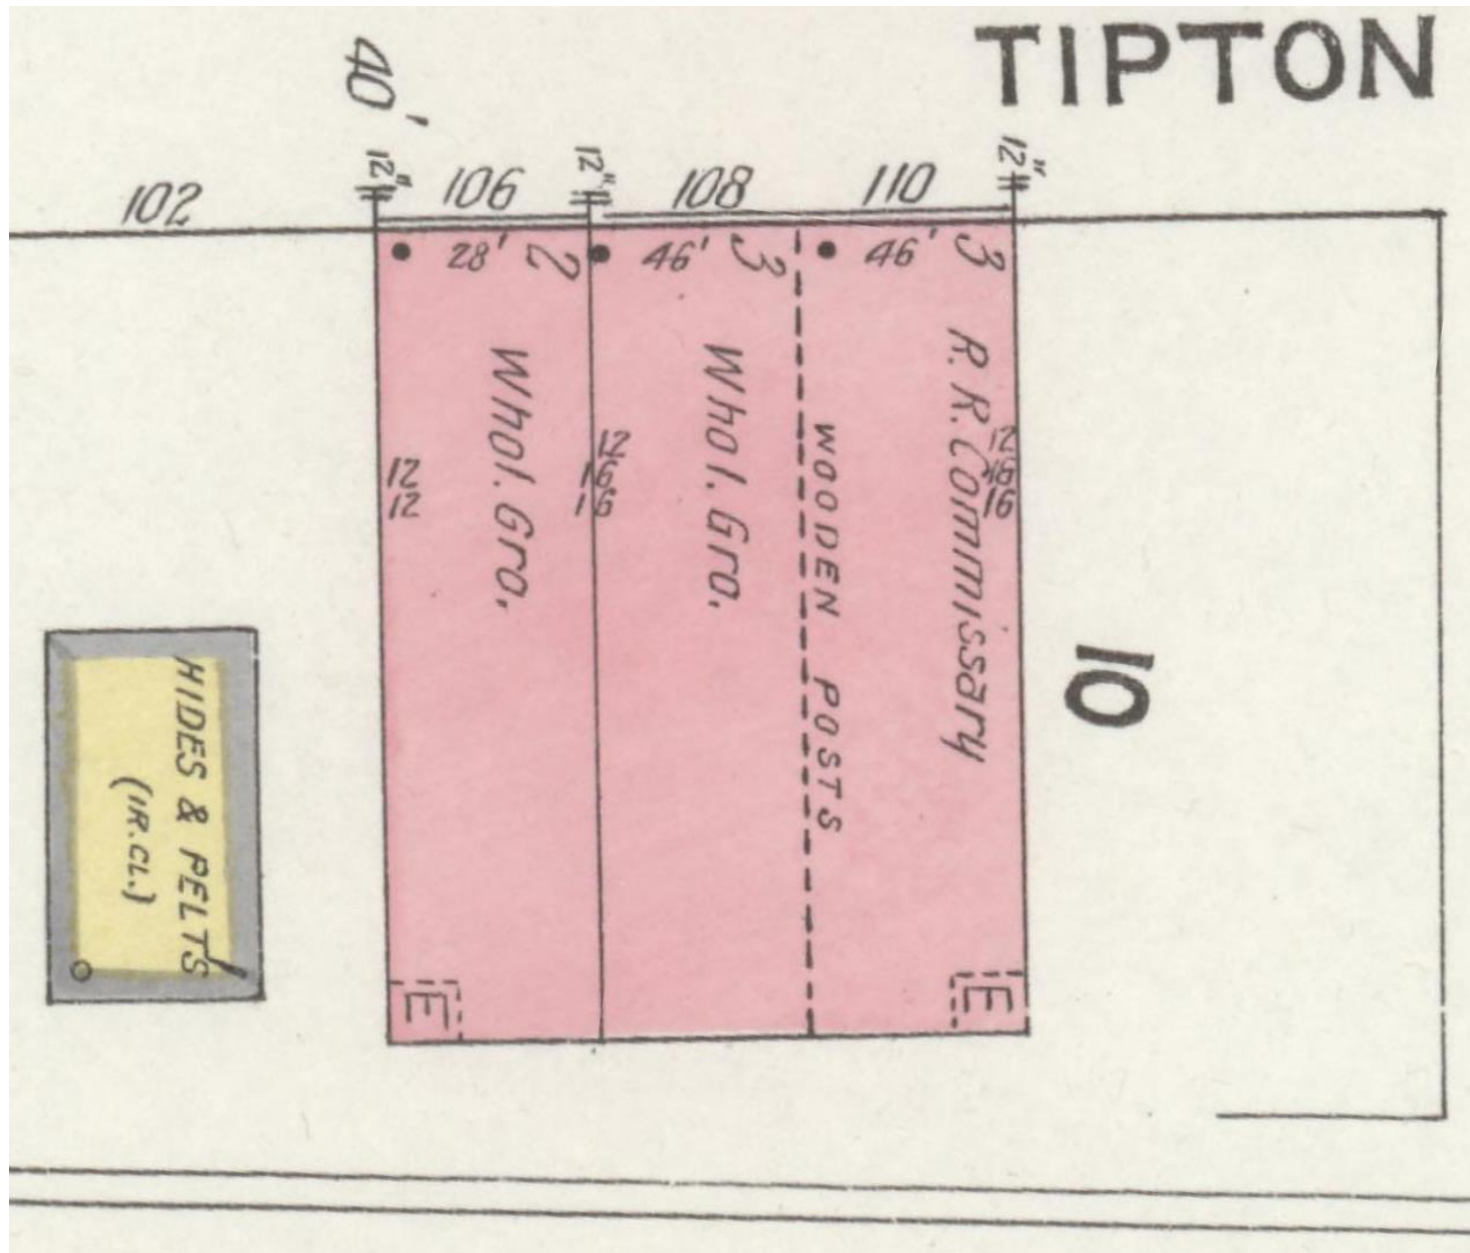 TIPTON
40'
12"
12"
12"
102
106
108
110
28'
2
46'
3
46'
3
Whol. Gro.
Whol. Gro.
R. R. Commissary
WOODEN POSTS
12
12
12
16
16
12
16
16
10
HIDES & PELTS
(IR.CL.)
E
E